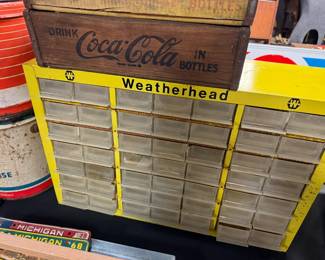 DRINK
Coca-Cola
IN
BOTTLES
Weatherhead
W
W
MICHIGAN
MICHIGAN '68